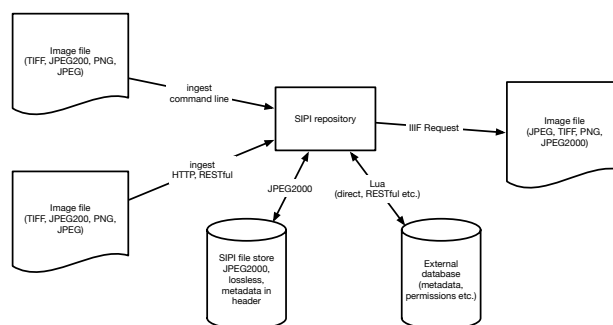 Image file
(TIFF, JPEG200, PNG,
JPEG)
ingest
command line
SIPI repository
IIIF Request
Image file
(JPEG, TIFF, PNG,
JPEG2000)
ingest
HTTP, RESTful
Image file
(TIFF, JPEG200, PNG,
JPEG)
JPEG2000
Lua
(direct, RESTful etc.)
SIPI file store
JPEG2000,
lossless,
metadata in
header
External
database
(metadata,
permissions etc.)